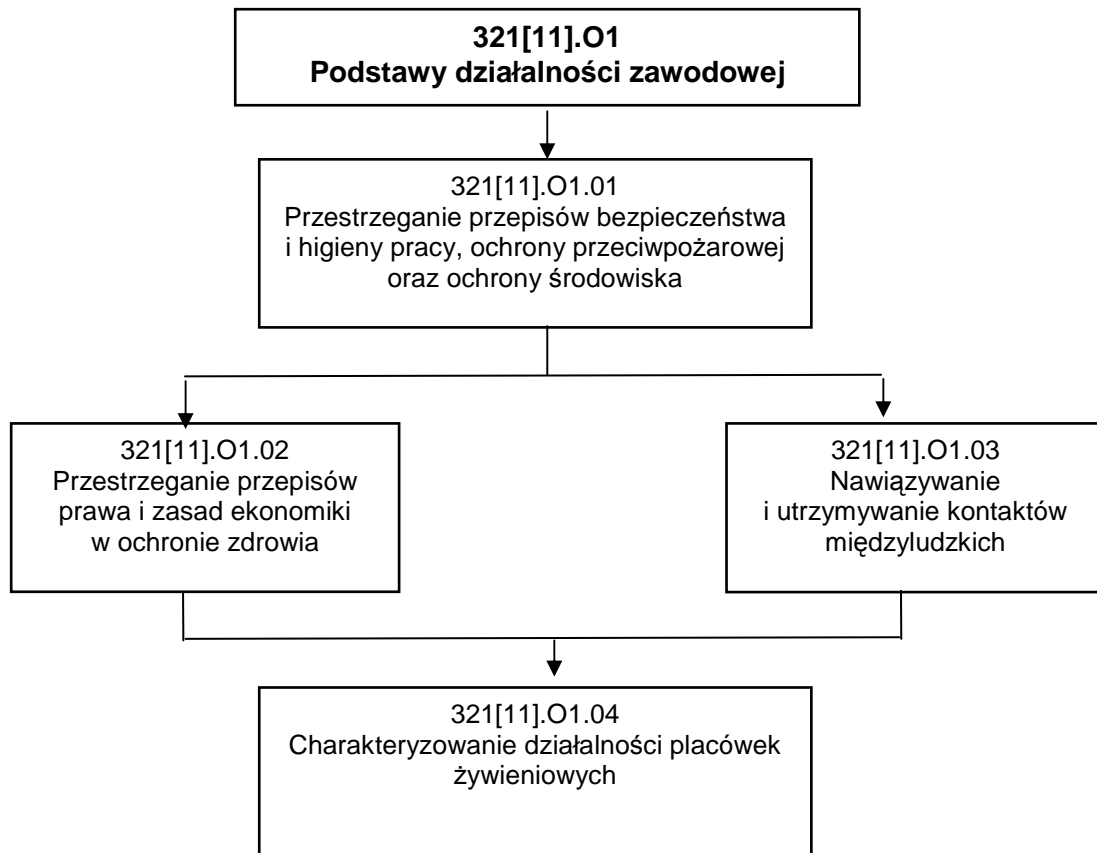 321[11].O1
Podstawy działalności zawodowej
321[11].O1.01
Przestrzeganie przepisów bezpieczeństwa
i higieny pracy, ochrony przeciwpożarowej
oraz ochrony środowiska
321[11].O1.02
Przestrzeganie przepisów
prawa i zasad ekonomiki
w ochronie zdrowia
321[11].O1.03
Nawiązywanie
i utrzymywanie kontaktów
międzyludzkich
321[11].O1.04
Charakteryzowanie działalności placówek
żywieniowych